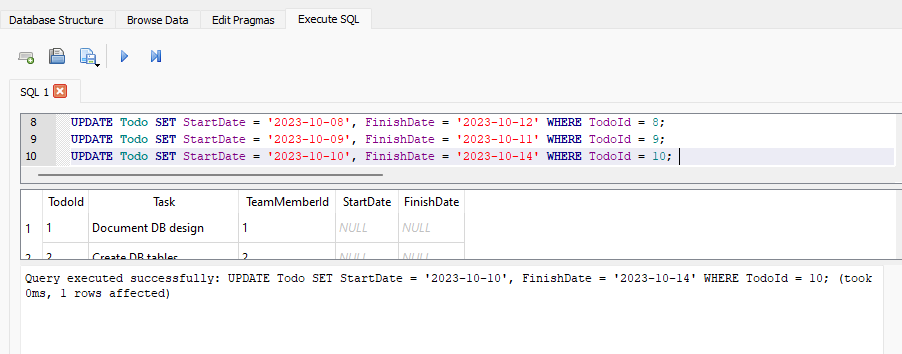 Database Structure Browse Data Edit Pragmas Execute SQL
SQL 1
8 UPDATE Todo SET StartDate = '2023-10-08', FinishDate = '2023-10-12' WHERE TodoId = 8;
9 UPDATE Todo SET StartDate = '2023-10-09', FinishDate = '2023-10-11' WHERE TodoId = 9;
10 UPDATE Todo SET StartDate = '2023-10-10', FinishDate = '2023-10-14' WHERE TodoId = 10;
TodoId Task TeamMemberId StartDate FinishDate
1 1 Document DB design 1 NULL NULL
2 2 Create DB tables 2 NULL NULL
Query executed successfully: UPDATE Todo SET StartDate = '2023-10-10', FinishDate = '2023-10-14' WHERE TodoId = 10; (took
0ms, 1 rows affected)